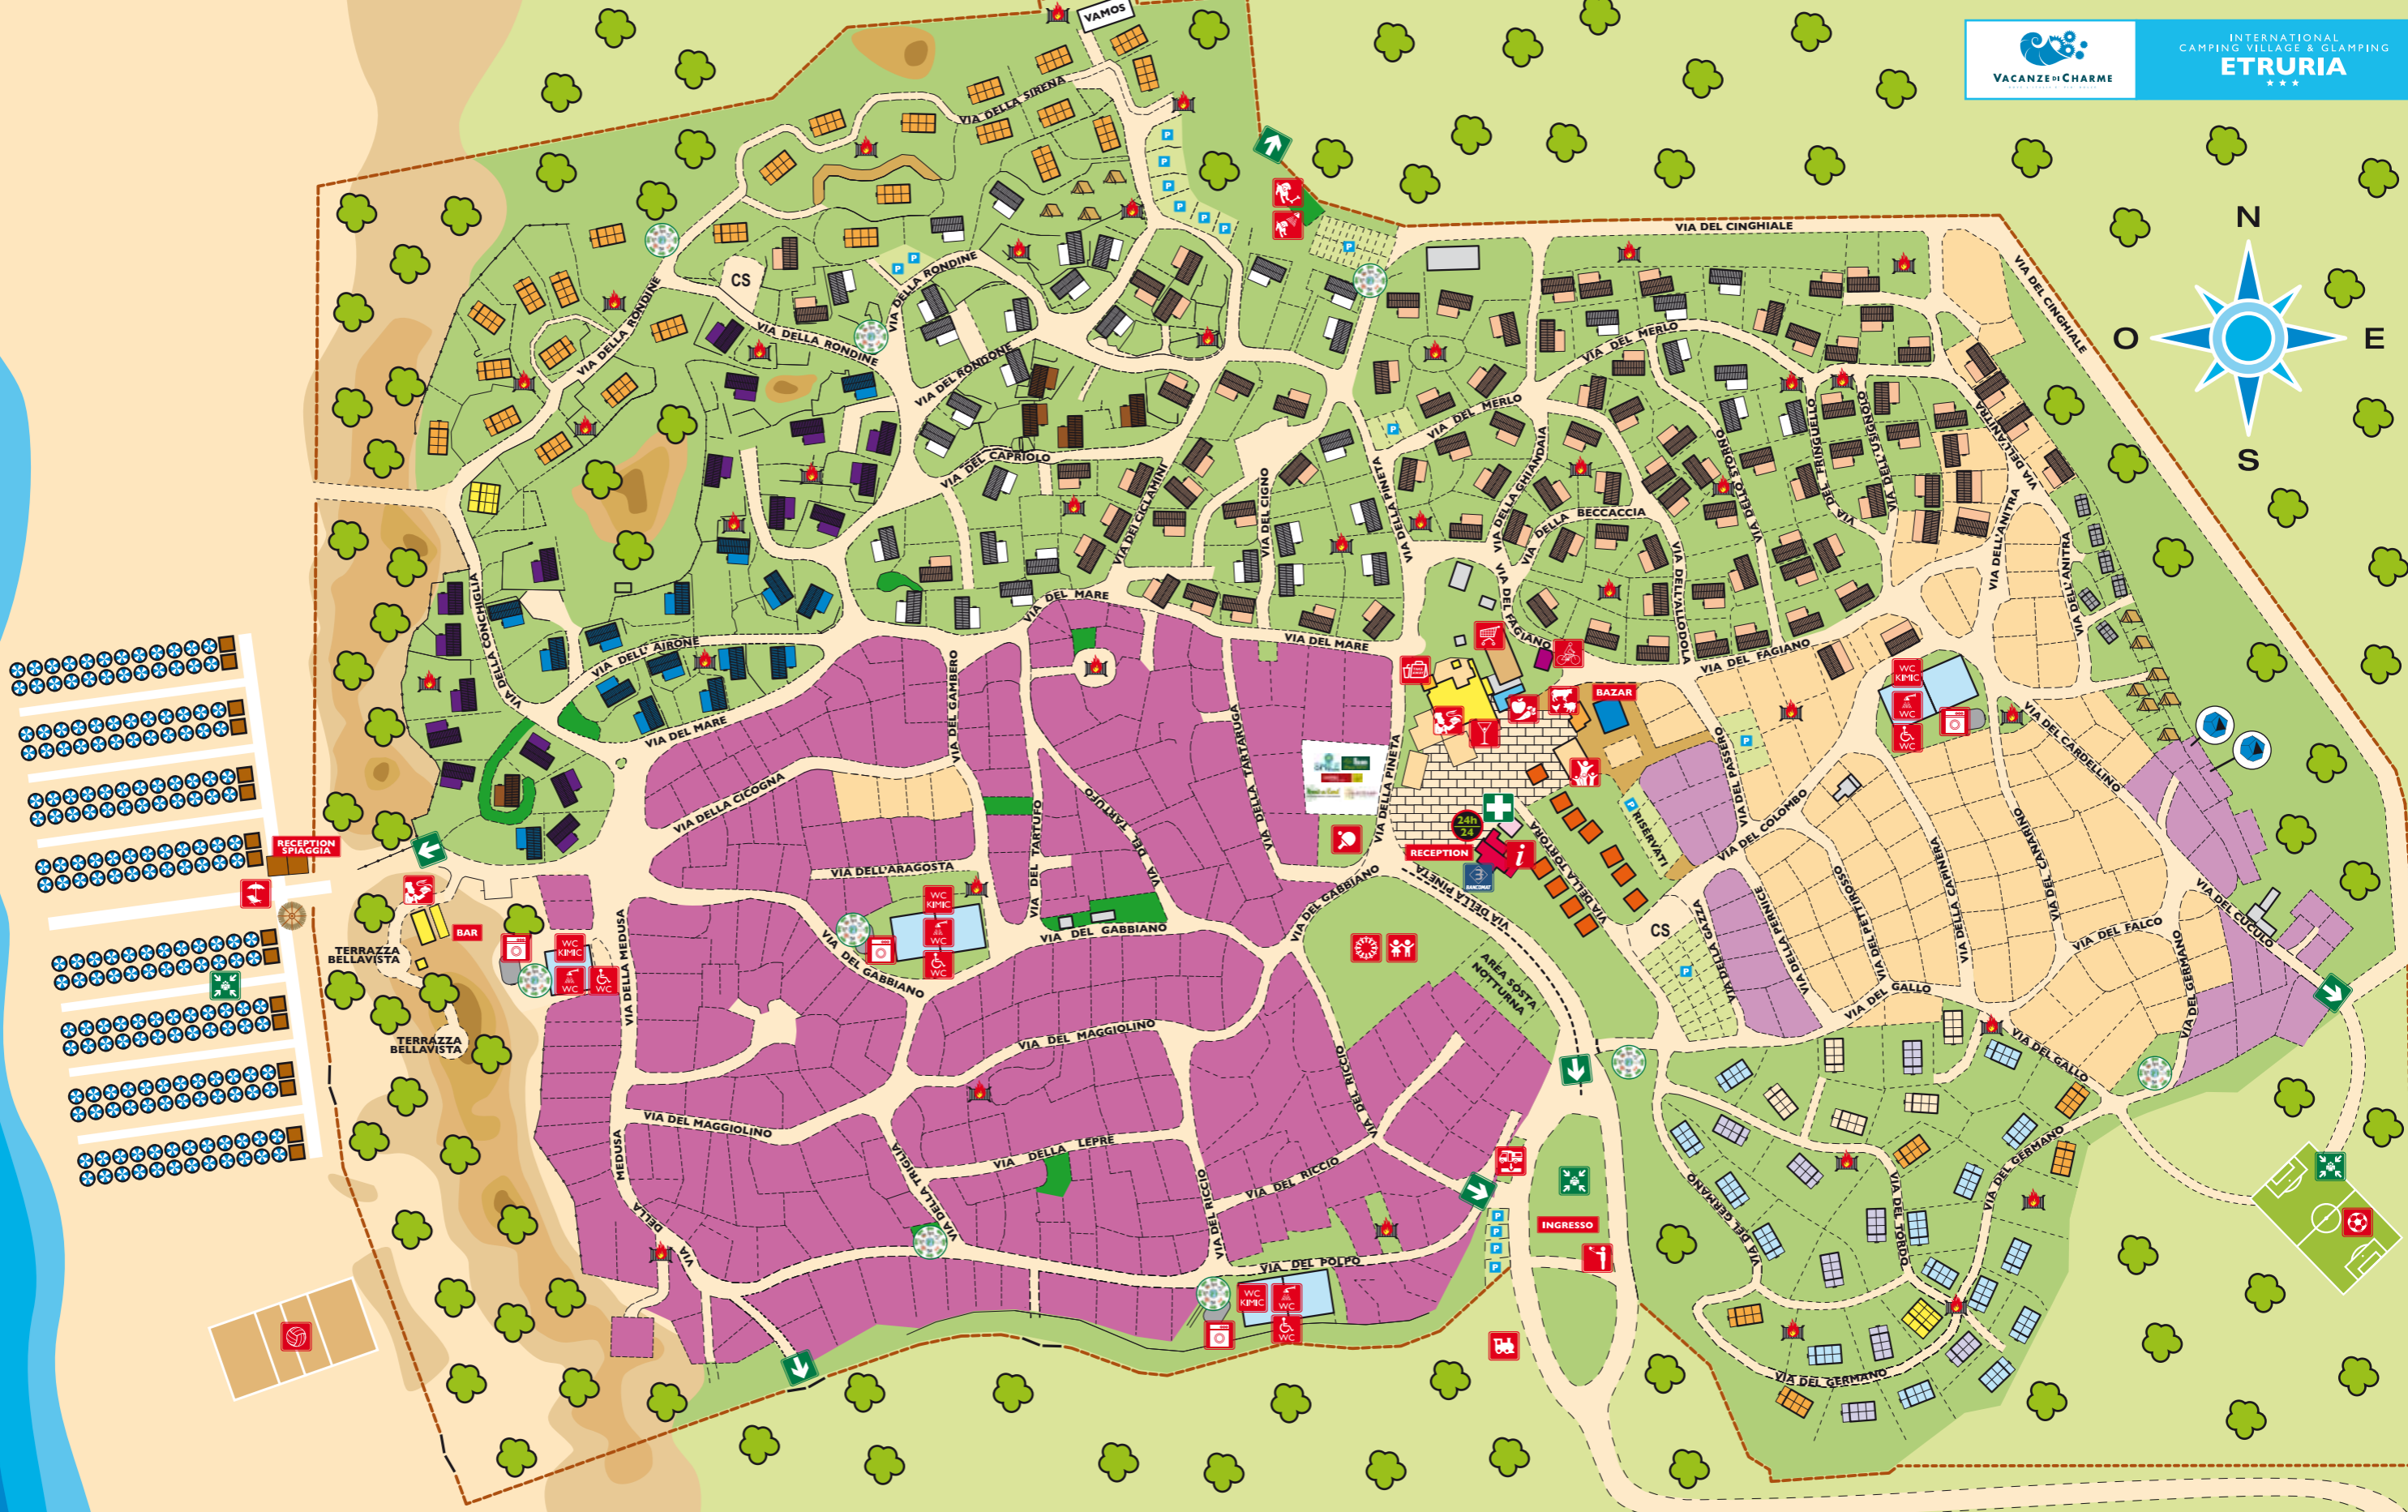 VAMOS
VACANZE DI CHARME
INTERNATIONAL
CAMPING VILLAGE & GLAMPING
ETRURIA
VIA DELLA SIRENA
P
P
P
P
P
P
P
P
P
VIA DEL CINGHIALE
VIA DEL CINGHIALE
N
O
E
S
CS
VIA DELLA RONDINE
VIA DELLA RONDINE
VIA DELLA RONDINE
VIA DEL RONDONE
VIA DEL MERLO
VIA DEL MERLO
P
VIA DEL CAPRIOLO
VIA DEI CICLAMINI
VIA DEL CIGNO
VIA DELLA PINETA
VIA DELLA GHIANDAIA
VIA DELLA BECCACCIA
VIA DELLO STORNO
VIA DEL FRINGUELLO
VIA DELL'USIGNOLO
VIA DELL'ANITRA
VIA DELL'ANITRA
VIA DELL'ANITRA
VIA DELLA CONCHIGLIA
VIA DELL'AIRONE
VIA DEL MARE
VIA DEL MARE
VIA DEL MARE
VIA DEL FAGIANO
VIA DELL'ALLODOLA
VIA DEL FAGIANO
VIA DEL GAMBERO
VIA DELLA TARTARUGA
VIA DELLA PINETA
BAZAR
WC
KIMIC
WC
WC
VIA DEL CARDELLINO
VIA DEL PASSERO
P
P RISERVATI
VIA DELLA CICOGNA
VIA DEL TARTUFO
VIA DEL TARTUFO
24h
24
RECEPTION
i
BANCOMAT
VIA DELLA TORTORA
VIA DEL COLOMBO
RECEPTION
SPIAGGIA
VIA DELL'ARAGOSTA
WC
KIMIC
WC
WC
VIA DEL GABBIANO
VIA DEL GABBIANO
VIA DEL GABBIANO
VIA DELLA PINETA
AREA SOSTA
NOTTURNA
CS
P
VIA DELLA GAZZA
VIA DELLA PERNICE
VIA DEL PETTIROSSO
VIA DELLA CAPINERA
VIA DEL CANARINO
VIA DEL FALCO
VIA DEL CUCULO
VIA DEL GERMANO
VIA DEL GALLO
VIA DEL GALLO
BAR
TERRAZZA
BELLAVISTA
TERRAZZA
BELLAVISTA
WC
KIMIC
WC
WC
VIA DELLA MEDUSA
VIA DEL MAGGIOLINO
VIA DEL MAGGIOLINO
VIA DEL RICCIO
VIA DELLA LEPRE
VIA DELLA TRIGLIA
VIA DEL RICCIO
VIA DEL RICCIO
VIA DELLA MEDUSA
VIA DEL POLPO
WC
KIMIC
WC
WC
P
P
P
P
INGRESSO
VIA DEL GERMANO
VIA DEL TORDO
VIA DEL GERMANO
VIA DEL GERMANO